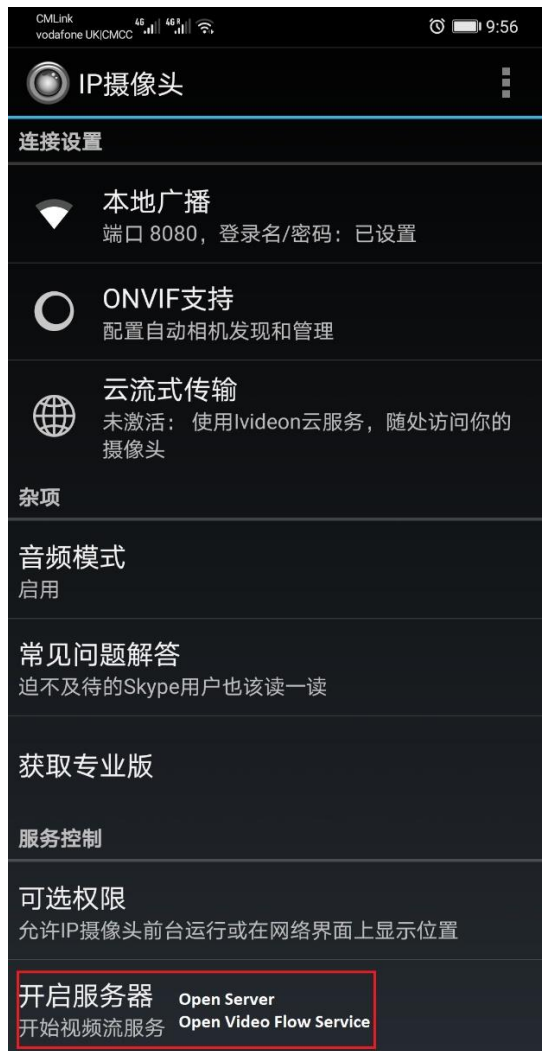 CMLink
vodafone UK|CMCC 46 46 R 9:56
IP摄像头
连接设置
本地广播
端口 8080，登录名/密码：已设置
ONVIF支持
配置自动相机发现和管理
云流式传输
未激活： 使用Ivideon云服务，随处访问你的
摄像头
杂项
音频模式
启用
常见问题解答
迫不及待的Skype用户也该读一读
获取专业版
服务控制
可选权限
允许IP摄像头前台运行或在网络界面上显示位置
开启服务器 Open Server
开始视频流服务 Open Video Flow Service